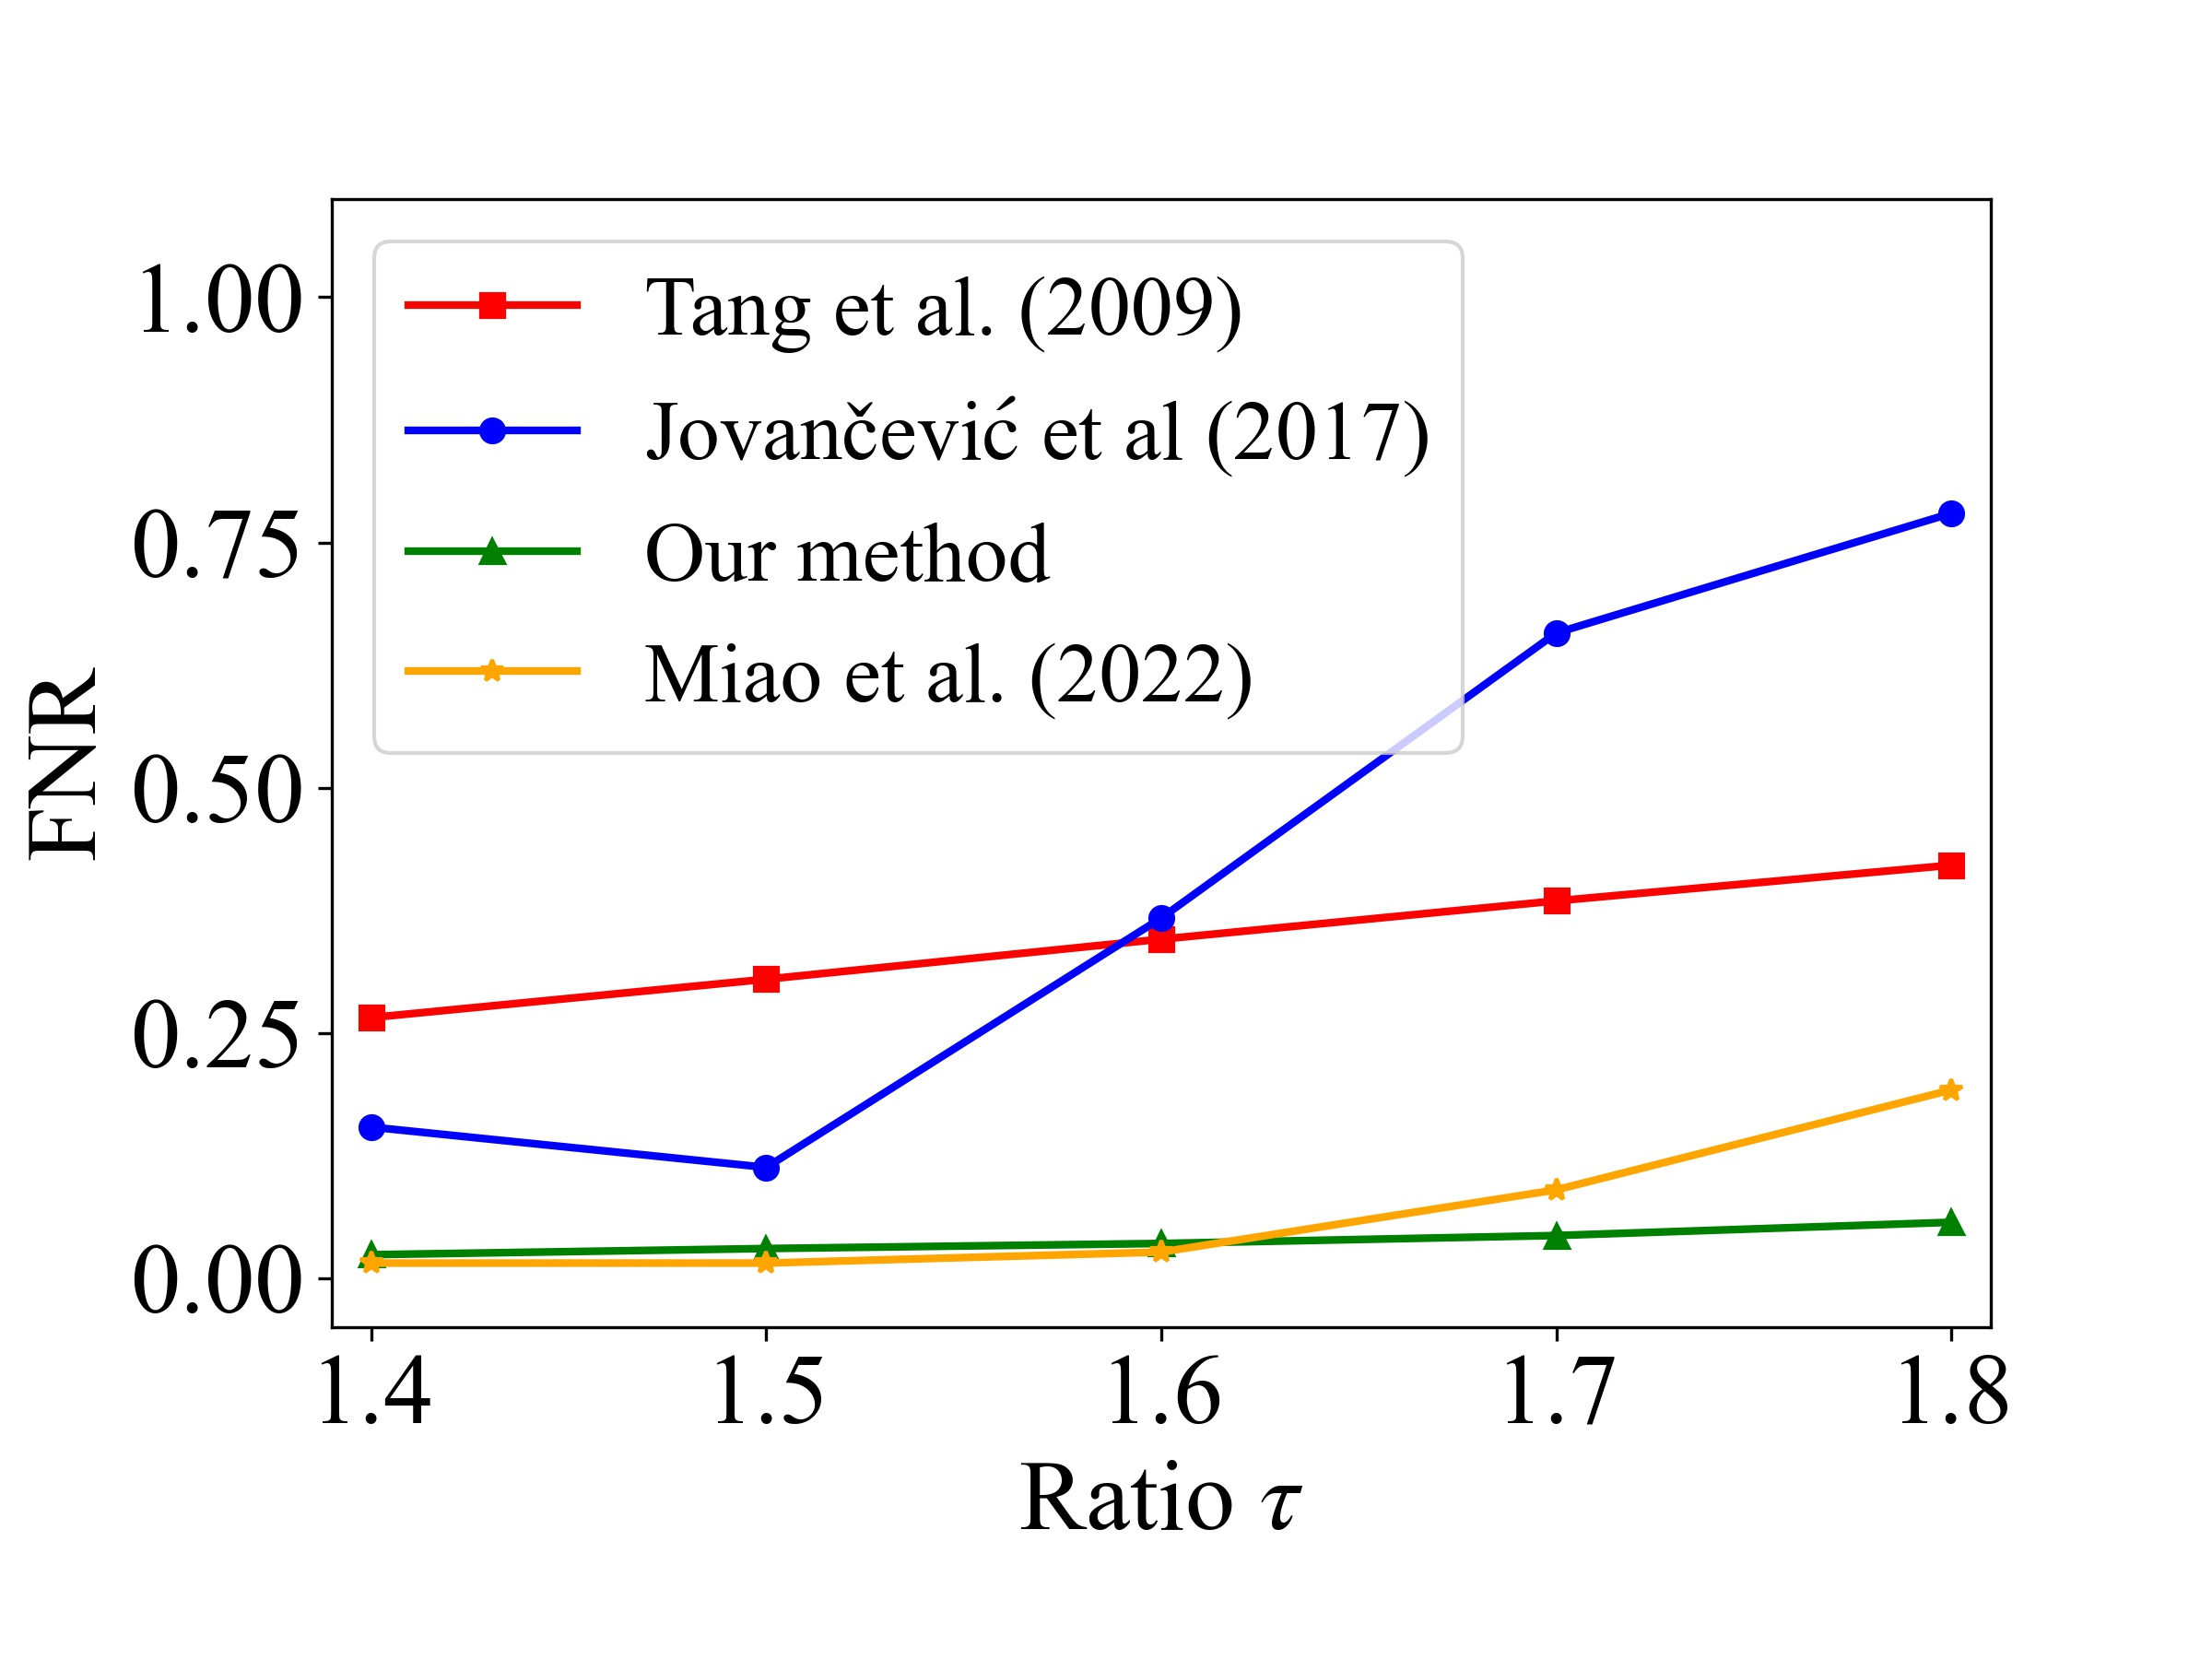 1.00
0.75
0.50
0.25
0.00
FNR
Tang et al. (2009)
Jovančević et al (2017)
Our method
Miao et al. (2022)
1.4 1.5 1.6 1.7 1.8
Ratio τ